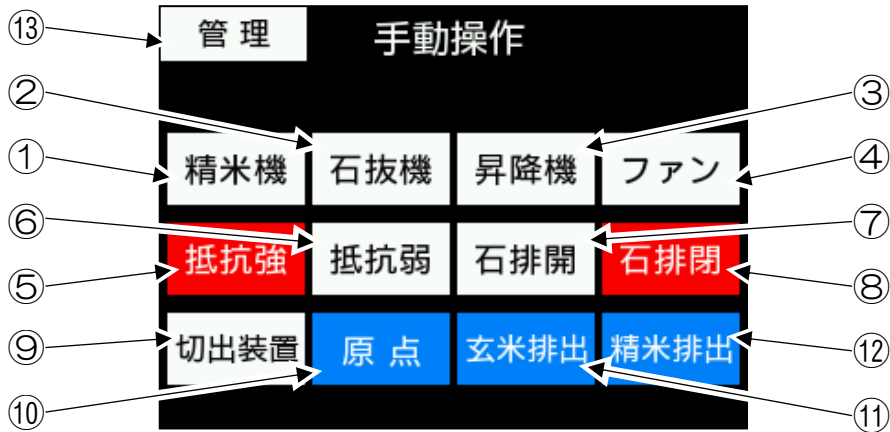 ⑬ 管理 手動操作
② ③
① 精米機 石抜機 昇降機 ファン ④
⑥ ⑦
⑤ 抵抗強 抵抗弱 石排開 石排閉 ⑧
⑨ 切出装置 原点 玄米排出 精米排出 ⑫
⑩ ⑪